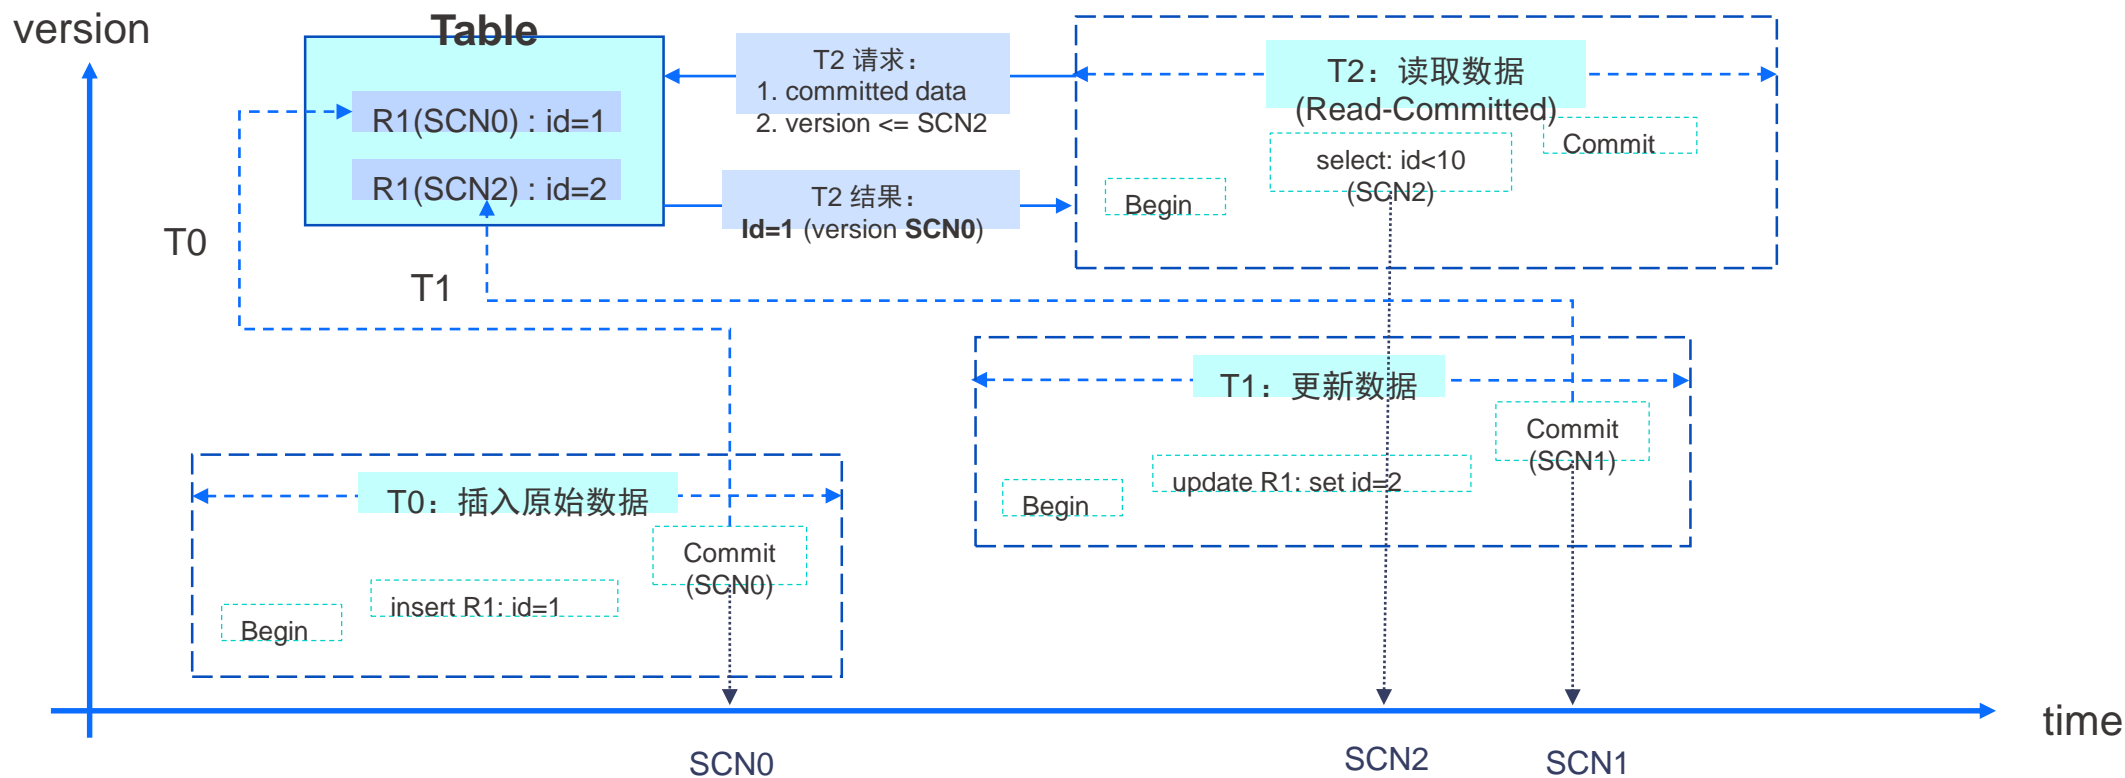 version
Table
R1(SCN0) : id=1
R1(SCN2) : id=2
T2 请求：
1. committed data
2. version <= SCN2
T2 结果：
Id=1 (version SCN0)
T2：读取数据
(Read-Committed)
Commit
select: id<10
(SCN2)
Begin
T0
T1
T1：更新数据
Commit
(SCN1)
update R1: set id=2
Begin
T0：插入原始数据
Commit
(SCN0)
insert R1: id=1
Begin
time
SCN0
SCN2
SCN1